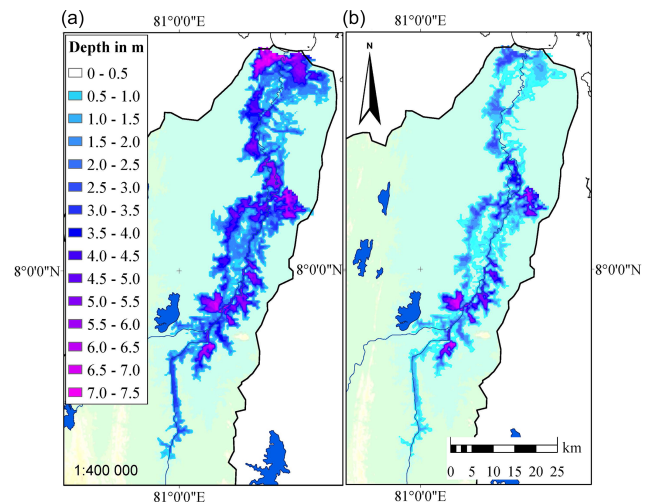 (a)
(b)
81°0'0"E
81°0'0"E
Depth in m
0 - 0.5
0.5 - 1.0
1.0 - 1.5
1.5 - 2.0
2.0 - 2.5
2.5 - 3.0
3.0 - 3.5
3.5 - 4.0
4.0 - 4.5
4.5 - 5.0
5.0 - 5.5
5.5 - 6.0
6.0 - 6.5
6.5 - 7.0
7.0 - 7.5
N
8°0'0"N
8°0'0"N
1:400 000
km
0 5 10 15 20 25
81°0'0"E
81°0'0"E